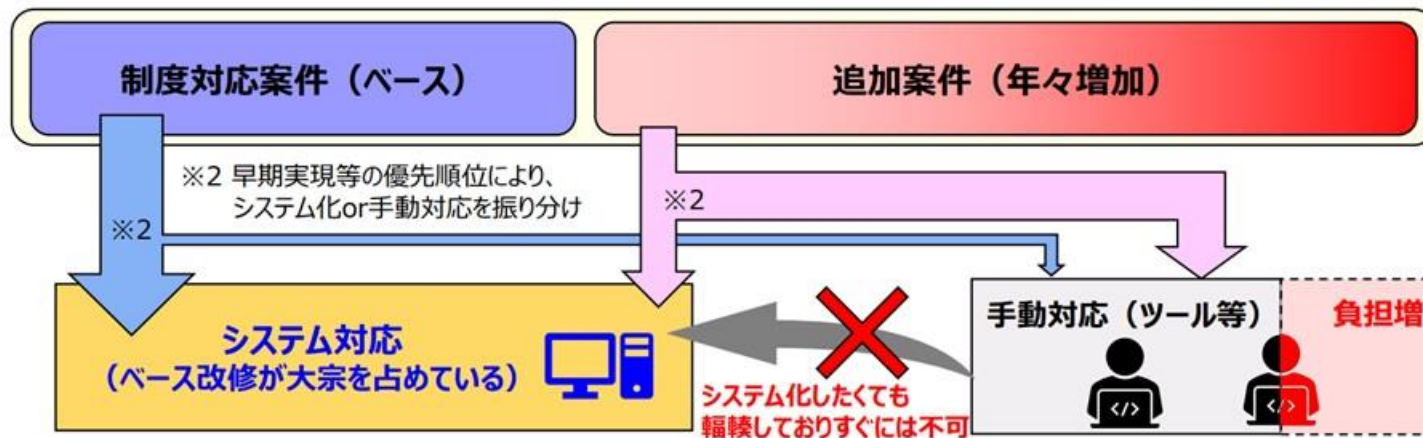 制度対応案件（ベース）
追加案件（年々増加）
※2 早期実現等の優先順位により、
システム化or手動対応を振り分け
※2
※2
システム対応
（ベース改修が大宗を占めている）
手動対応（ツール等）
負担増
システム化したくても
輻輳しておりすぐには不可